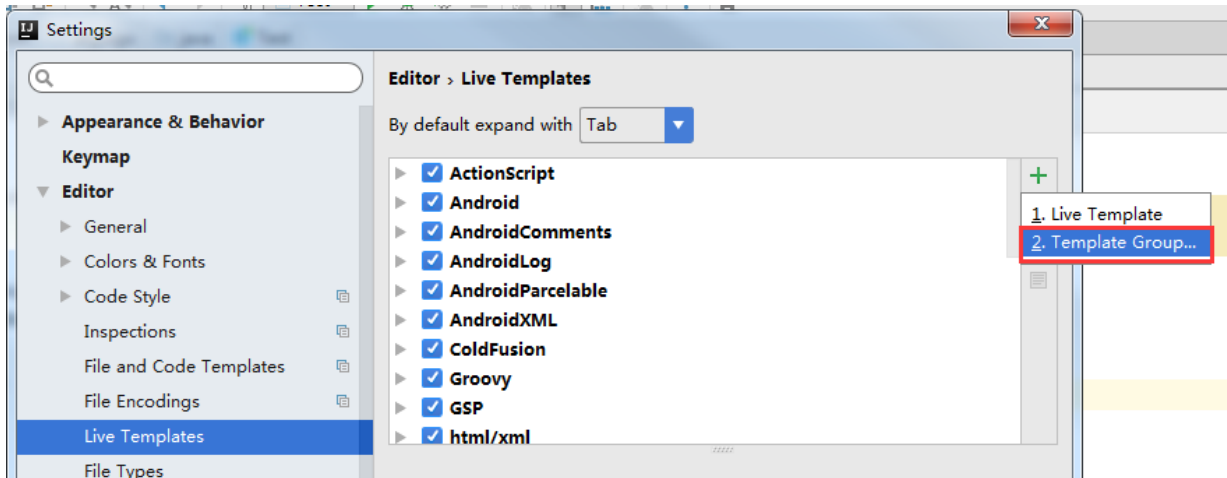 Settings
Editor › Live Templates
By default expand with Tab
Appearance & Behavior
Keymap
Editor
General
Colors & Fonts
Code Style
Inspections
File and Code Templates
File Encodings
Live Templates
File Types
ActionScript
Android
AndroidComments
AndroidLog
AndroidParcelable
AndroidXML
ColdFusion
Groovy
GSP
html/xml
1. Live Template
2. Template Group...